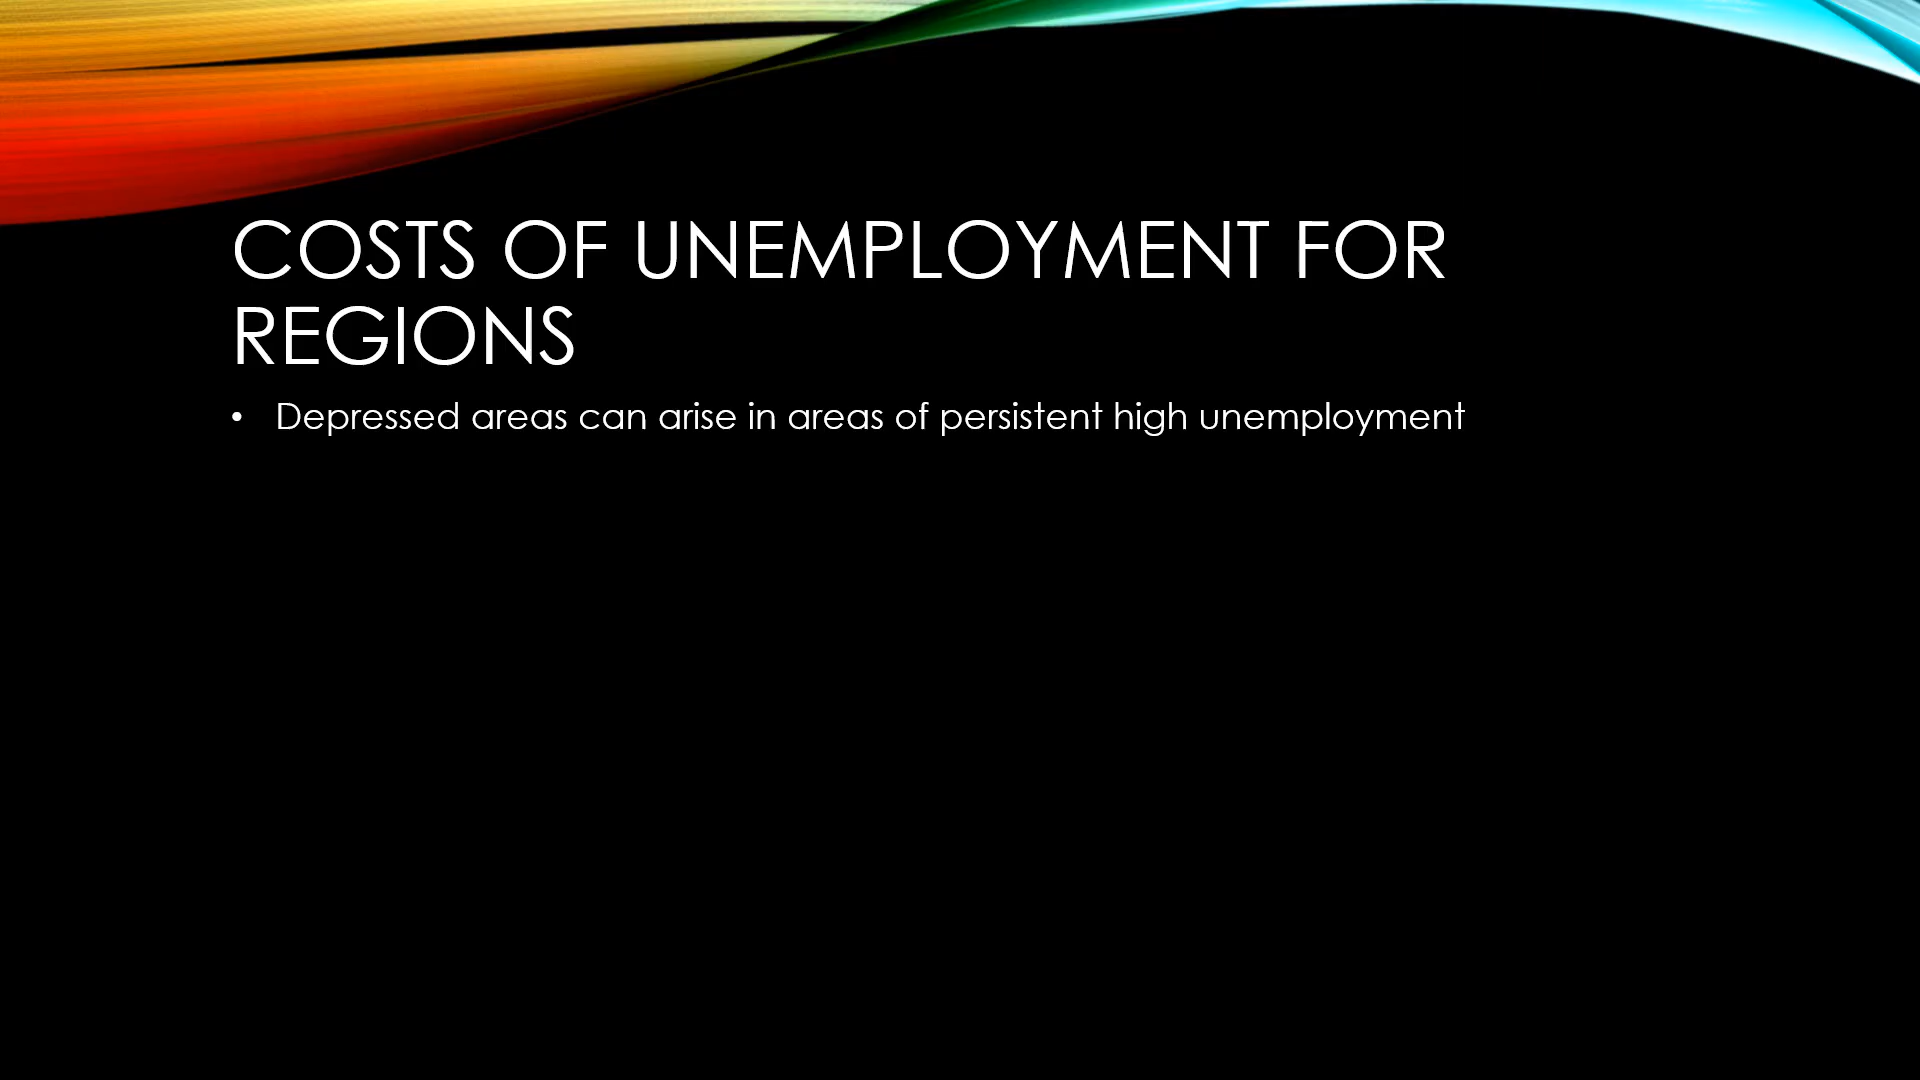 COSTS OF UNEMPLOYMENT FOR
REGIONS
• Depressed areas can arise in areas of persistent high unemployment